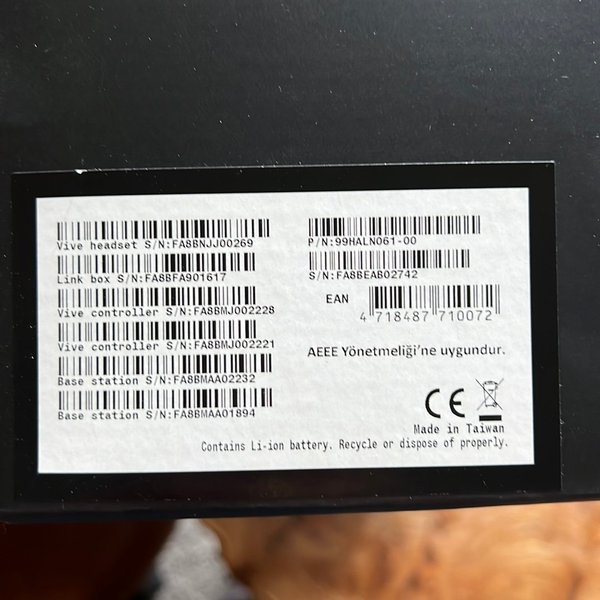 Vive headset S/N:FA8BNJJ00269
Link box S/N:FA8BFA901617
Vive controller S/N:FA8BMJ002228
Vive controller S/N:FA8BMJ002221
Base station S/N:FA8BMAA02232
Base station S/N:FA8BMAA01894
P/N:99HALN061-00
S/N:FA8BEAB02742
EAN
4 718487 710072
AEEE Yönetmeliği'ne uygundur.
CE
Made in Taiwan
Contains Li-ion battery. Recycle or dispose of properly.